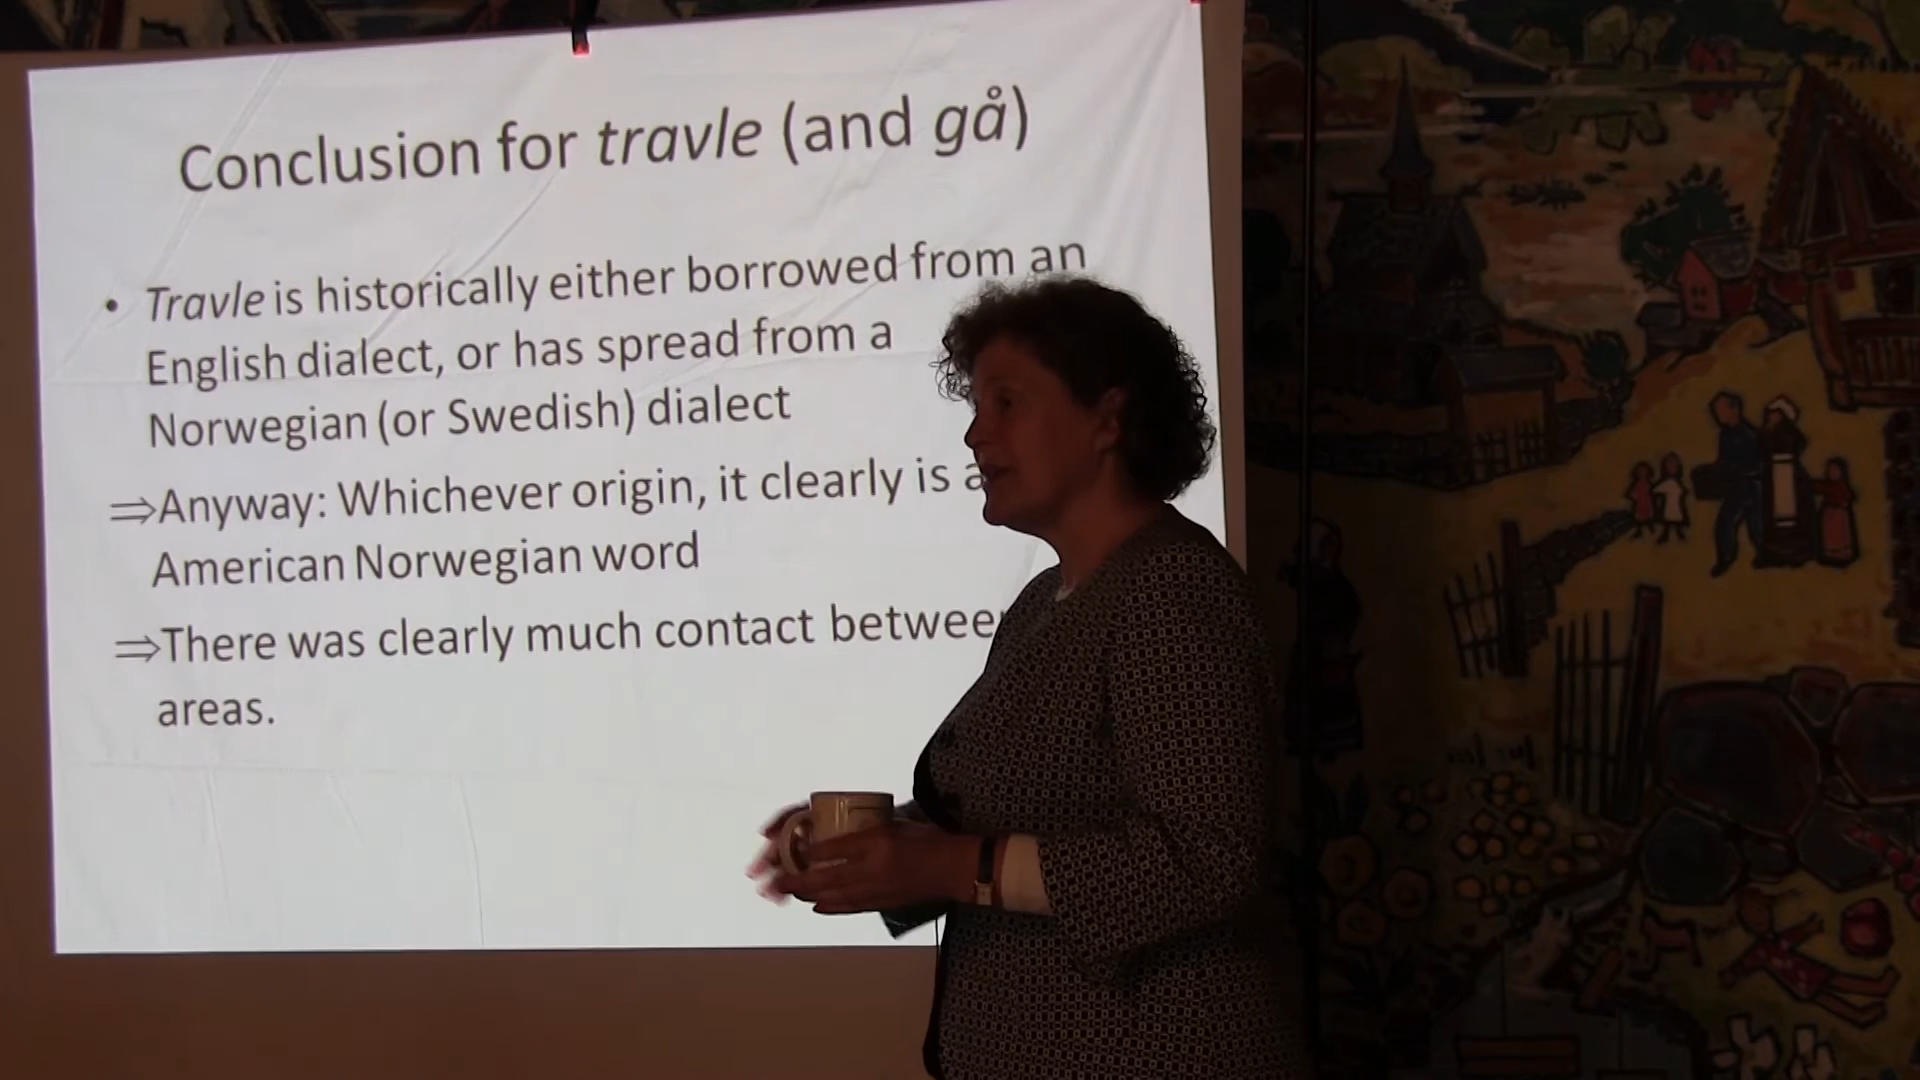 Conclusion for travle (and gå)
• Travle is historically either borrowed from an
English dialect, or has spread from a
Norwegian (or Swedish) dialect
⇒Anyway: Whichever origin, it clearly is
American Norwegian word
⇒There was clearly much contact between
areas.